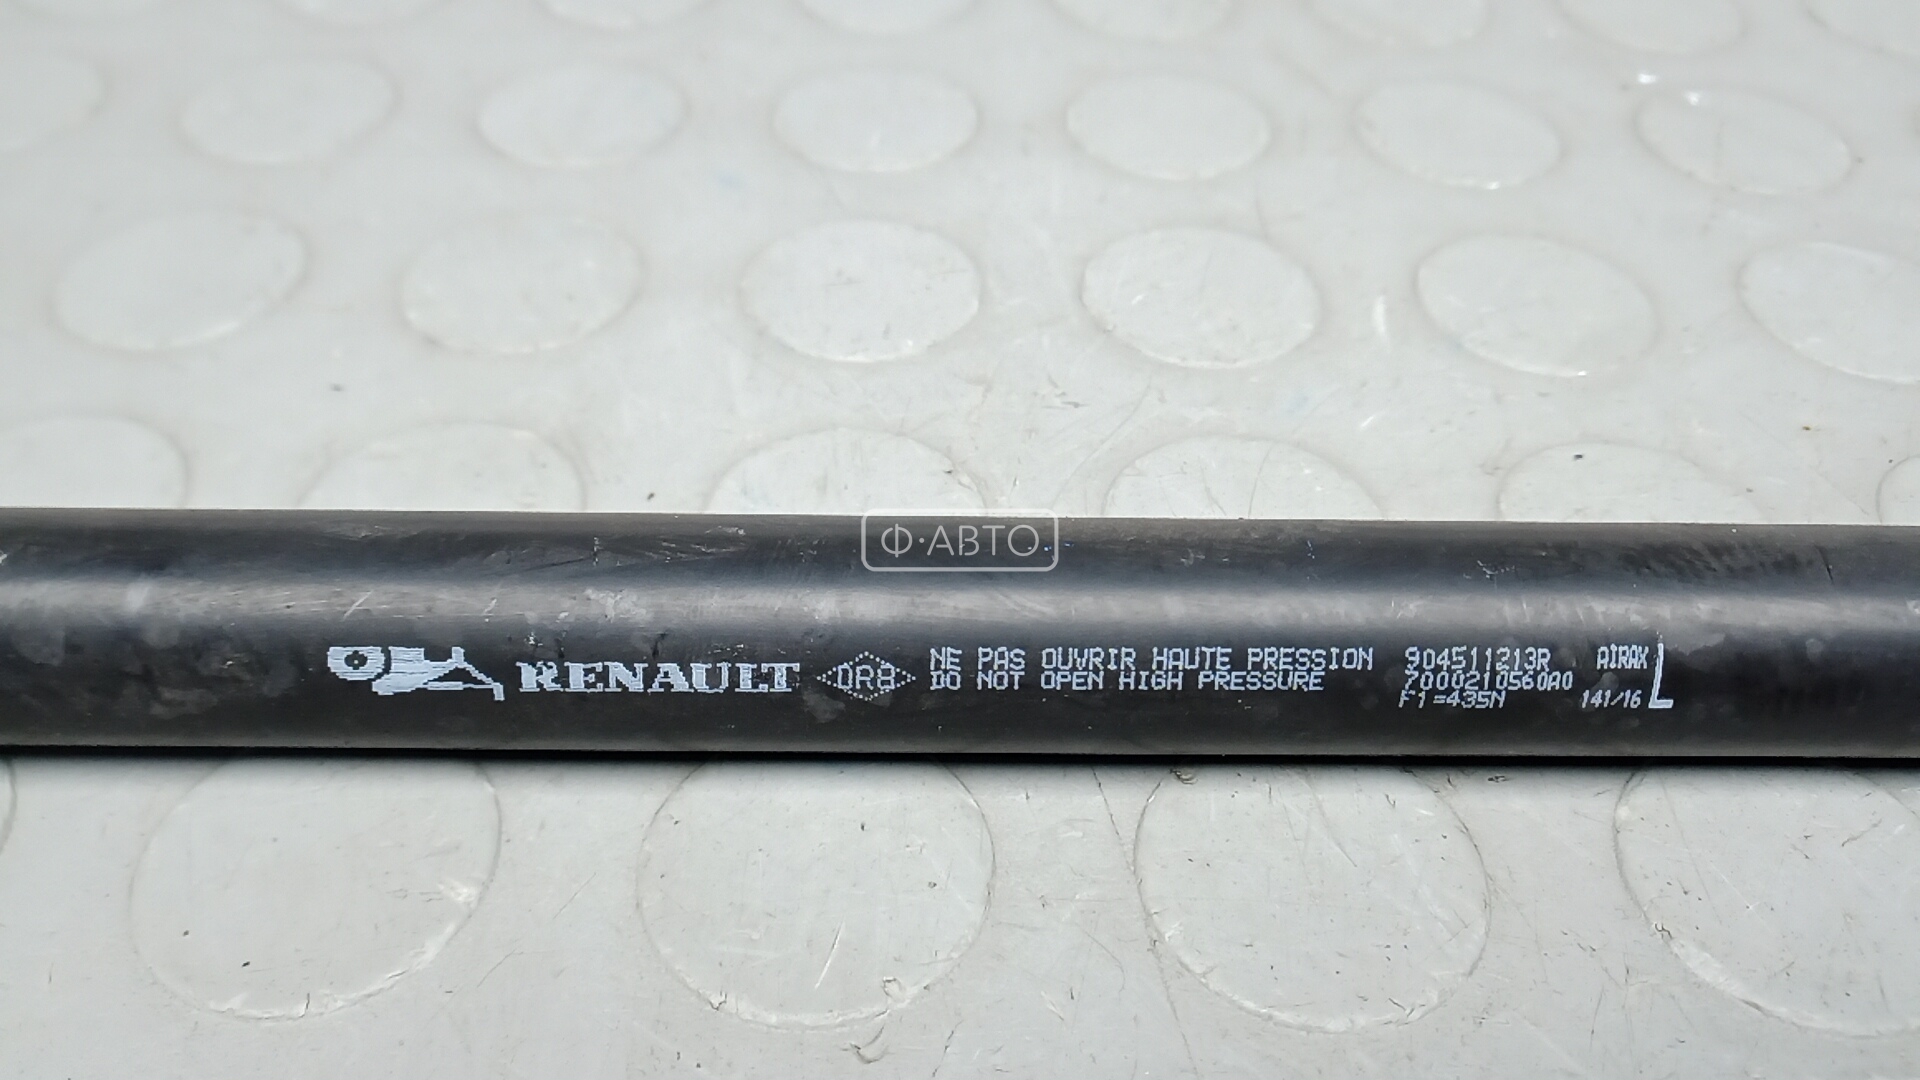 Ф·АВТО
RENAULT DR8
NE PAS OUVRIR HAUTE PRESSION
DO NOT OPEN HIGH PRESSURE
904511213R
7000210560A0
F1=435N
AIRAX
141/16
L